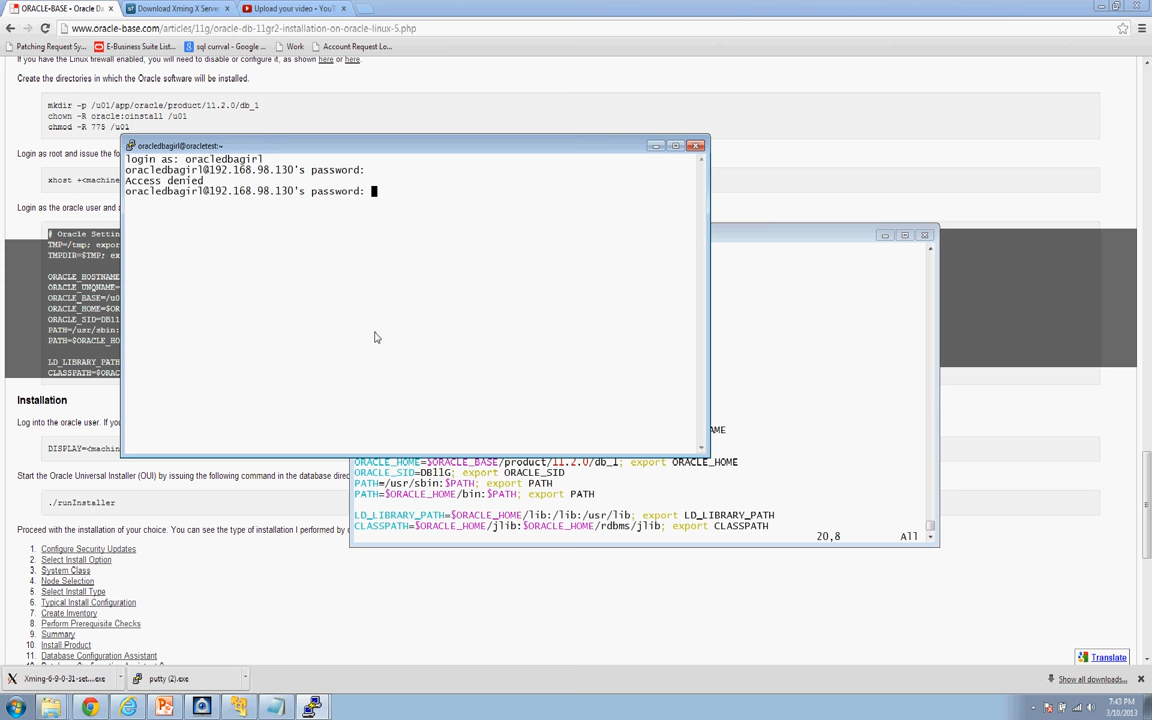 ORACLE-BASE - Oracle Da
Download Xming X Server
Upload your video - YouT
www.oracle-base.com/articles/11g/oracle-db-11gr2-installation-on-oracle-linux-5.php
Patching Request Sy...
E-Business Suite List...
sql currval - Google ...
Work
Account Request Lo...
If you have the Linux firewall enabled, you will need to disable or configure it, as shown here or here.
Create the directories in which the Oracle software will be installed.
mkdir -p /u01/app/oracle/product/11.2.0/db_1
chown -R oracle:oinstall /u01
chmod -R 775 /u01
Login as root and issue the fo
xhost +<machine
Login as the oracle user and a
oracledbagirl@oracletest:~
login as: oracledbagirl
oracledbagirl@192.168.98.130's password:
Access denied
oracledbagirl@192.168.98.130's password:
# Oracle Settin
TMP=/tmp; expor
TMPDIR=$TMP; ex
ORACLE_HOSTNAME
ORACLE_UNQNAME=
ORACLE_BASE=/u0
ORACLE_HOME=$OR
ORACLE_SID=DB11
PATH=/usr/sbin:
PATH=$ORACLE_HO
LD_LIBRARY_PATH
CLASSPATH=$ORAC
AME
ORACLE_HOME=$ORACLE_BASE/product/11.2.0/db_1; export ORACLE_HOME
ORACLE_SID=DB11G; export ORACLE_SID
PATH=/usr/sbin:$PATH; export PATH
PATH=$ORACLE_HOME/bin:$PATH; export PATH
LD_LIBRARY_PATH=$ORACLE_HOME/lib:/lib:/usr/lib; export LD_LIBRARY_PATH
CLASSPATH=$ORACLE_HOME/jlib:$ORACLE_HOME/rdbms/jlib; export CLASSPATH
20,8 All
Installation
Log into the oracle user. If you
DISPLAY=<machin
Start the Oracle Universal Installer (OUI) by issuing the following command in the database direc
./runInstaller
Proceed with the installation of your choice. You can see the type of installation I performed by c
1. Configure Security Updates
2. Select Install Option
3. System Class
4. Node Selection
5. Select Install Type
6. Typical Install Configuration
7. Create Inventory
8. Perform Prerequisite Checks
9. Summary
10. Install Product
11. Database Configuration Assistant
Translate
Xming-6-9-0-31-set....exe
putty (2).exe
Show all downloads...
7:43 PM
3/10/2013